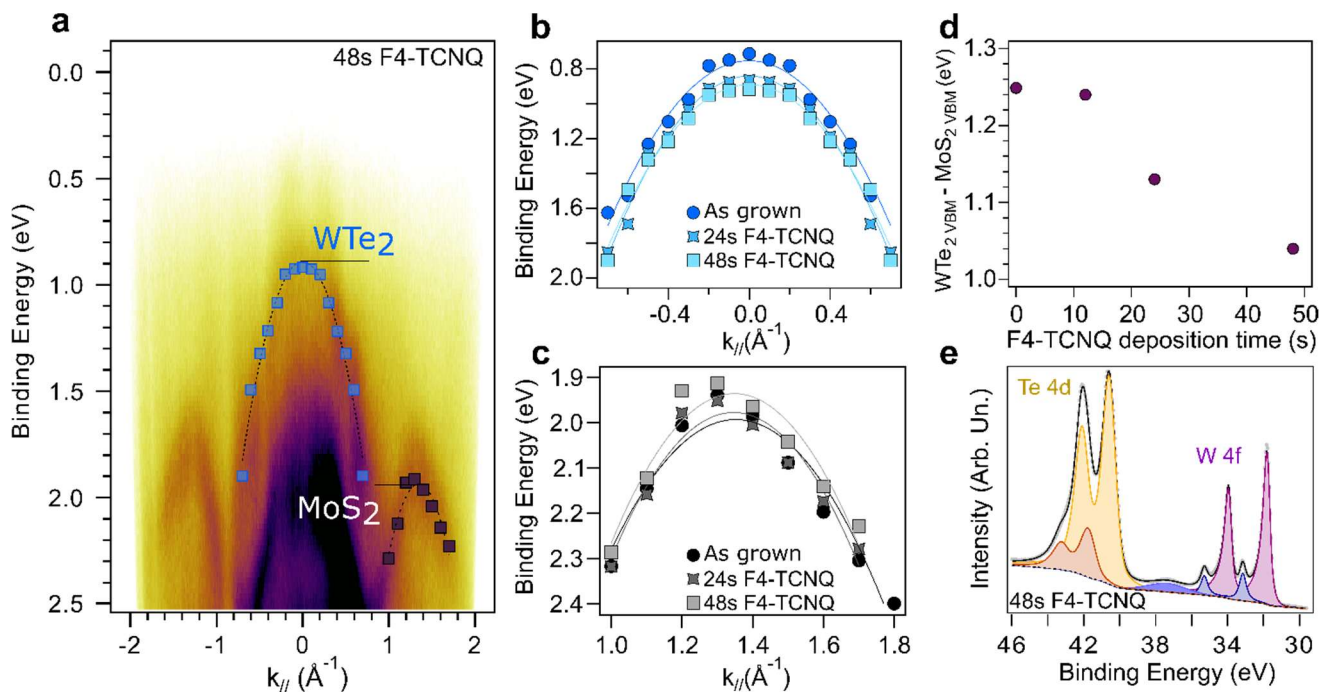 a
48s F4-TCNQ
0.0
0.5
1.0
1.5
2.0
2.5
Binding Energy (eV)
WTe2
MoS2
-2
-1
0
1
2
k// (Å-1)
b
0.8
1.2
1.6
2.0
Binding Energy (eV)
As grown
24s F4-TCNQ
48s F4-TCNQ
-0.4
0.0
0.4
k//(Å-1)
c
1.9
2.0
2.1
2.2
2.3
2.4
Binding Energy (eV)
As grown
24s F4-TCNQ
48s F4-TCNQ
1.0
1.2
1.4
1.6
1.8
k// (Å-1)
d
1.3
1.2
1.1
1.0
WTe2 VBM - MoS2 VBM (eV)
0
10
20
30
40
50
F4-TCNQ deposition time (s)
e
Te 4d
W 4f
Intensity (Arb. Un.)
48s F4-TCNQ
46
42
38
34
30
Binding Energy (eV)